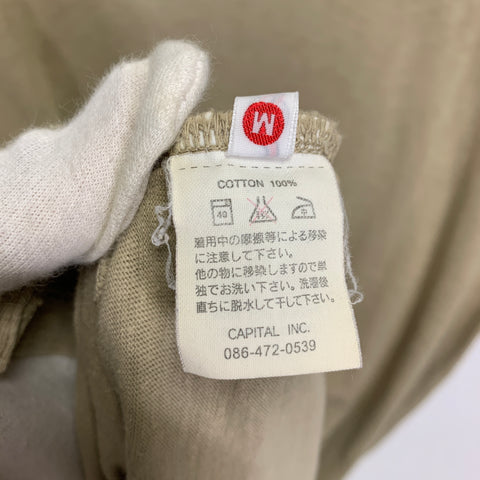 M
COTTON 100%
40 中
着用中の摩擦等による移染
に注意して下さい。
他の物に移染しますので単
独でお洗い下さい。洗濯後
直ちに脱水して干して下さい。
CAPITAL INC.
086-472-0539